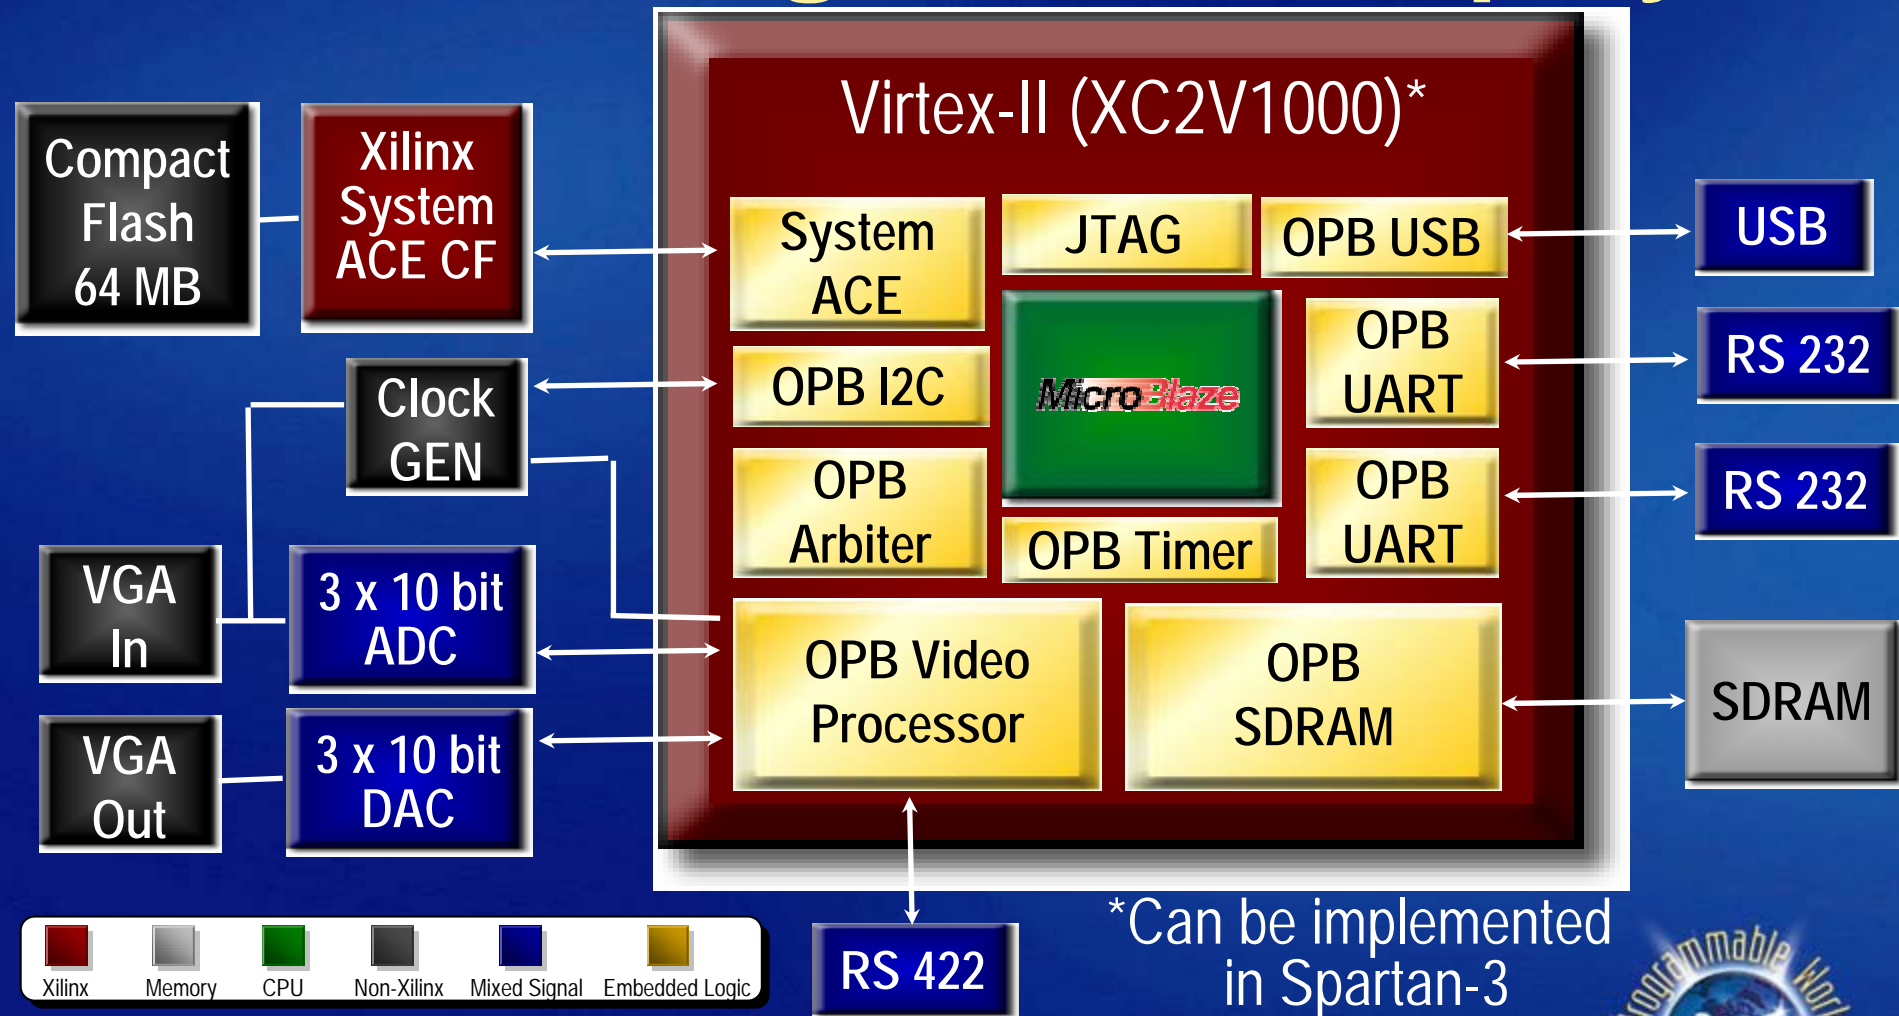 Virtex-II (XC2V1000)*
Compact
Flash
64 MB
Xilinx
System
ACE CF
System
ACE
JTAG
OPB USB
USB
OPB
UART
RS 232
Clock
GEN
OPB I2C
MicroBlaze
OPB
Arbiter
OPB Timer
OPB
UART
RS 232
VGA
In
3 x 10 bit
ADC
OPB Video
Processor
OPB
SDRAM
SDRAM
VGA
Out
3 x 10 bit
DAC
RS 422
*Can be implemented
in Spartan-3
Xilinx
Memory
CPU
Non-Xilinx
Mixed Signal
Embedded Logic